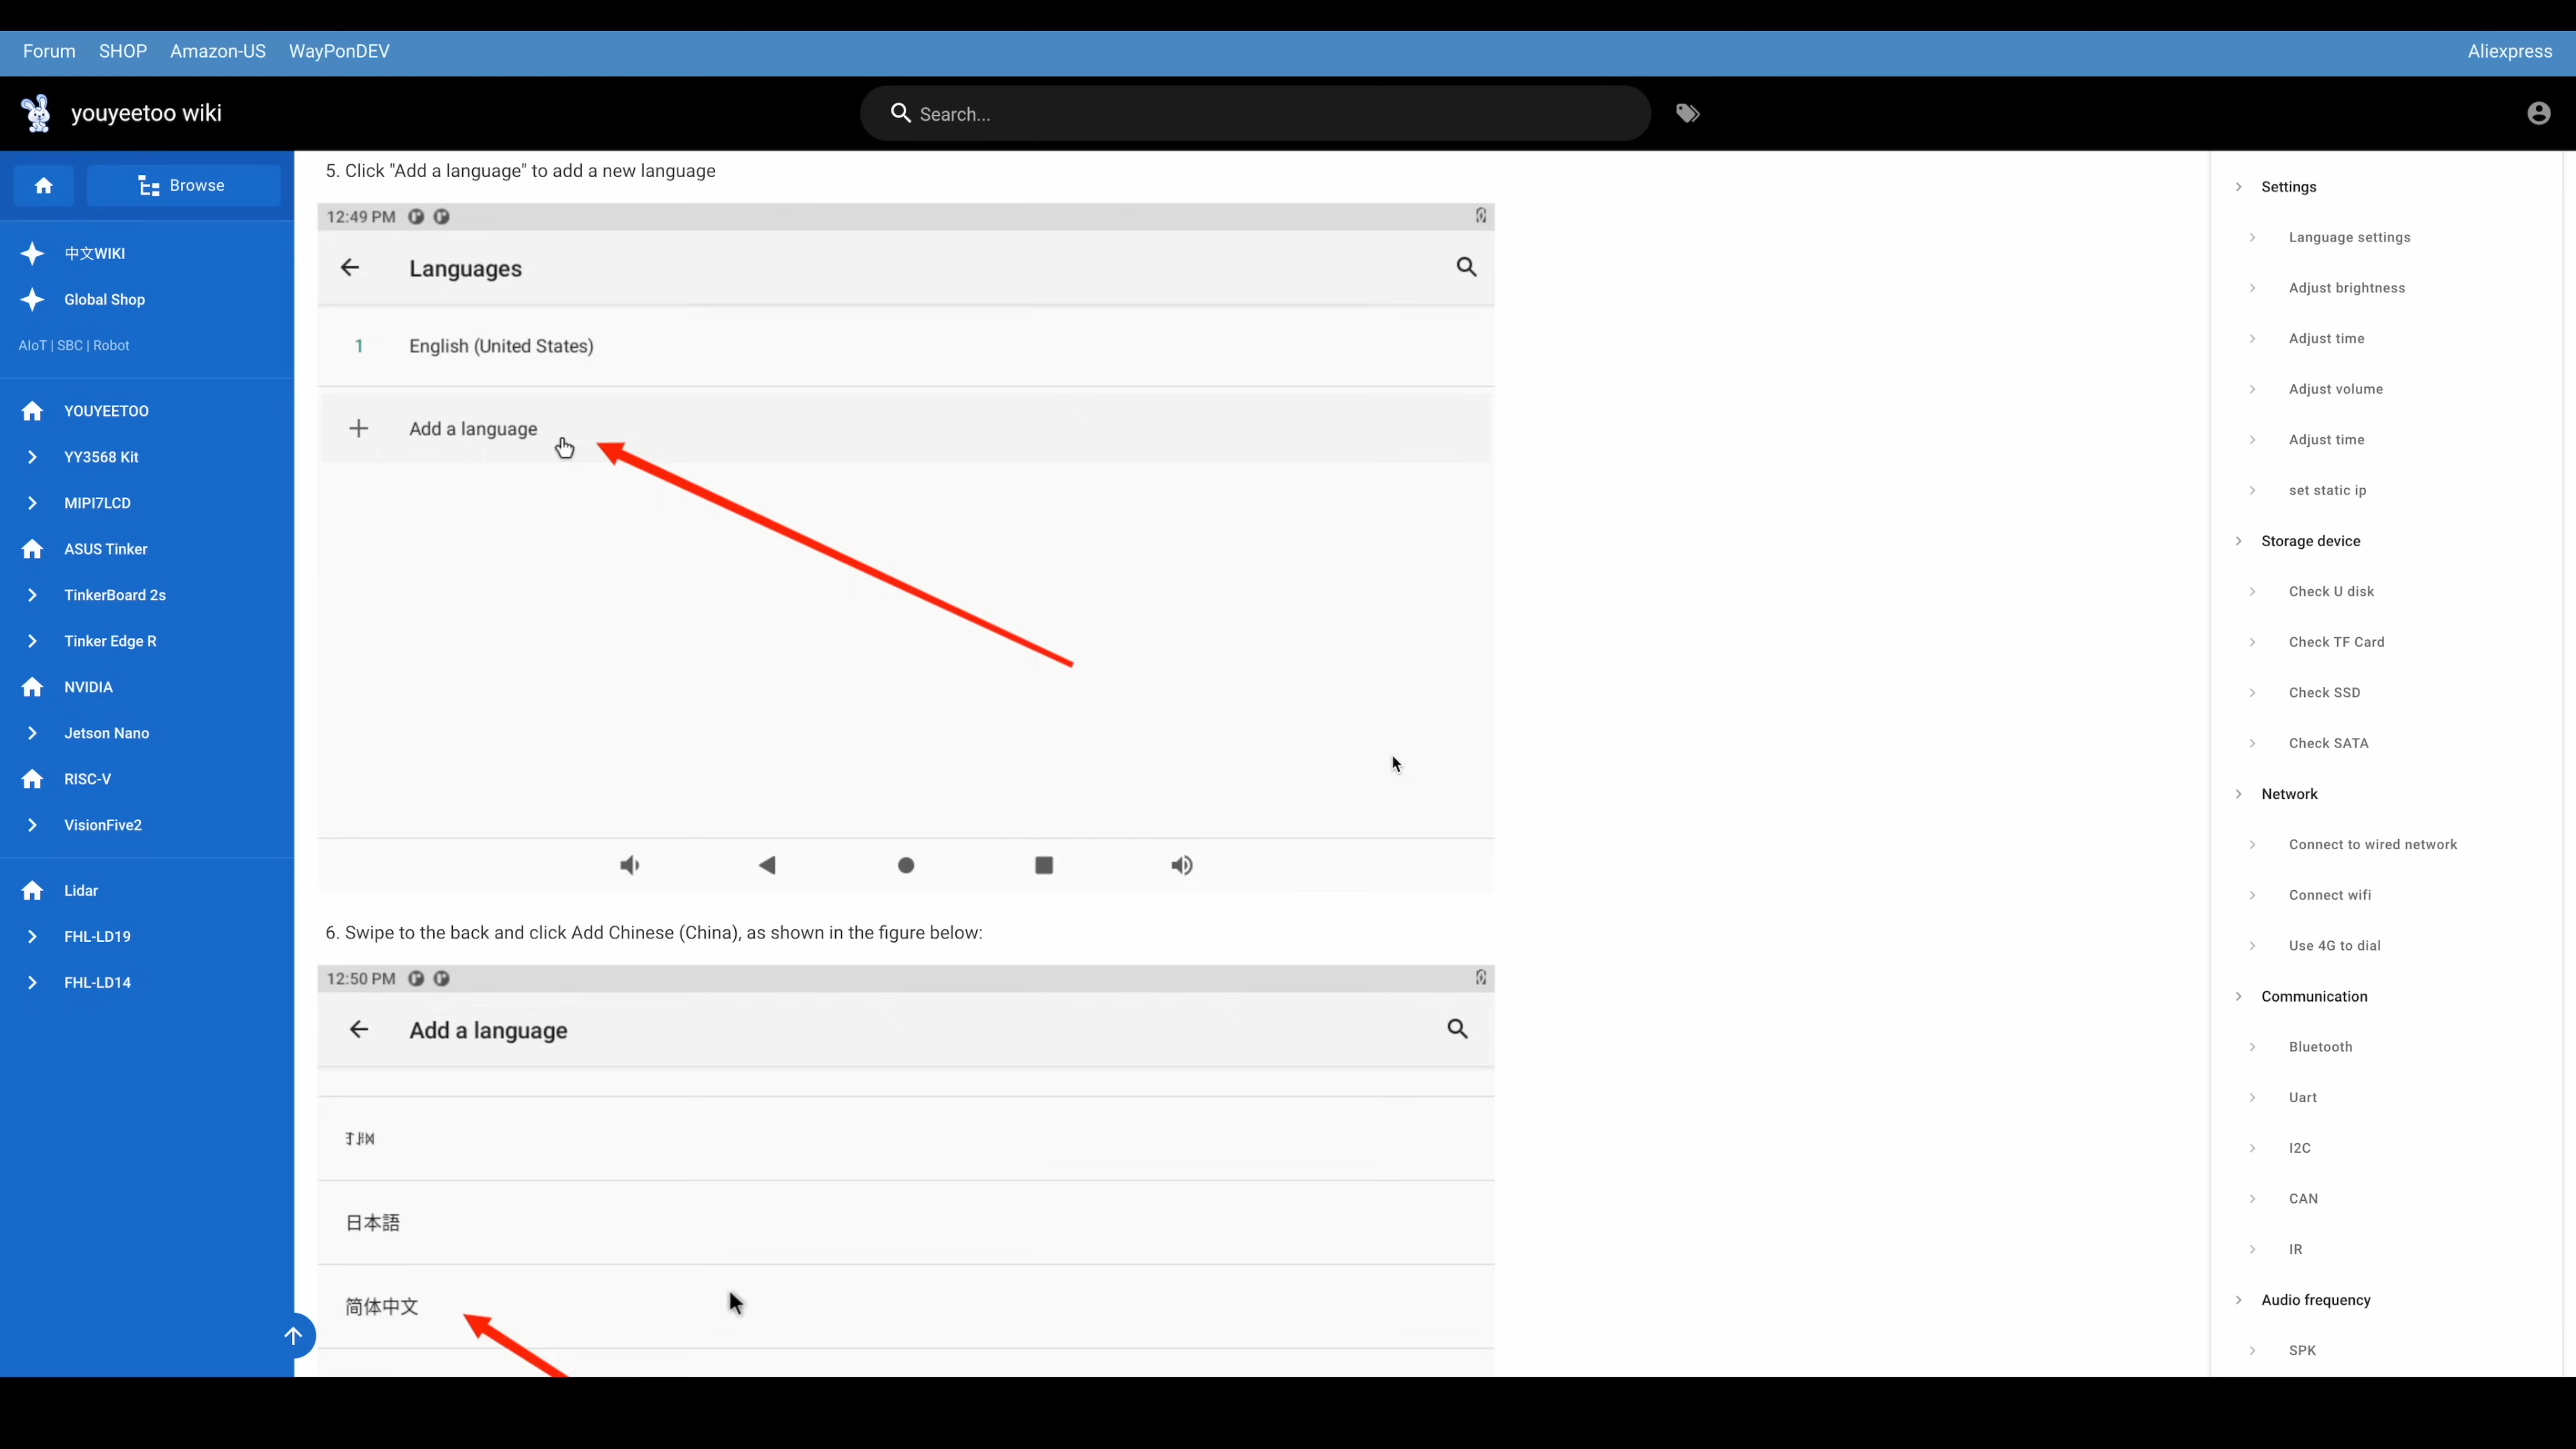 Forum SHOP Amazon-US WayPonDEV Aliexpress
youyeetoo wiki Search...
Browse
中文WIKI
Global Shop
AIoT | SBC | Robot
YOUYEETOO
YY3568 Kit
MIPI7LCD
ASUS Tinker
TinkerBoard 2s
Tinker Edge R
NVIDIA
Jetson Nano
RISC-V
VisionFive2
Lidar
FHL-LD19
FHL-LD14
5. Click "Add a language" to add a new language
12:49 PM
Languages
1 English (United States)
Add a language
6. Swipe to the back and click Add Chinese (China), as shown in the figure below:
12:50 PM
Add a language
日本語
简体中文
Settings
Language settings
Adjust brightness
Adjust time
Adjust volume
Adjust time
set static ip
Storage device
Check U disk
Check TF Card
Check SSD
Check SATA
Network
Connect to wired network
Connect wifi
Use 4G to dial
Communication
Bluetooth
Uart
I2C
CAN
IR
Audio frequency
SPK